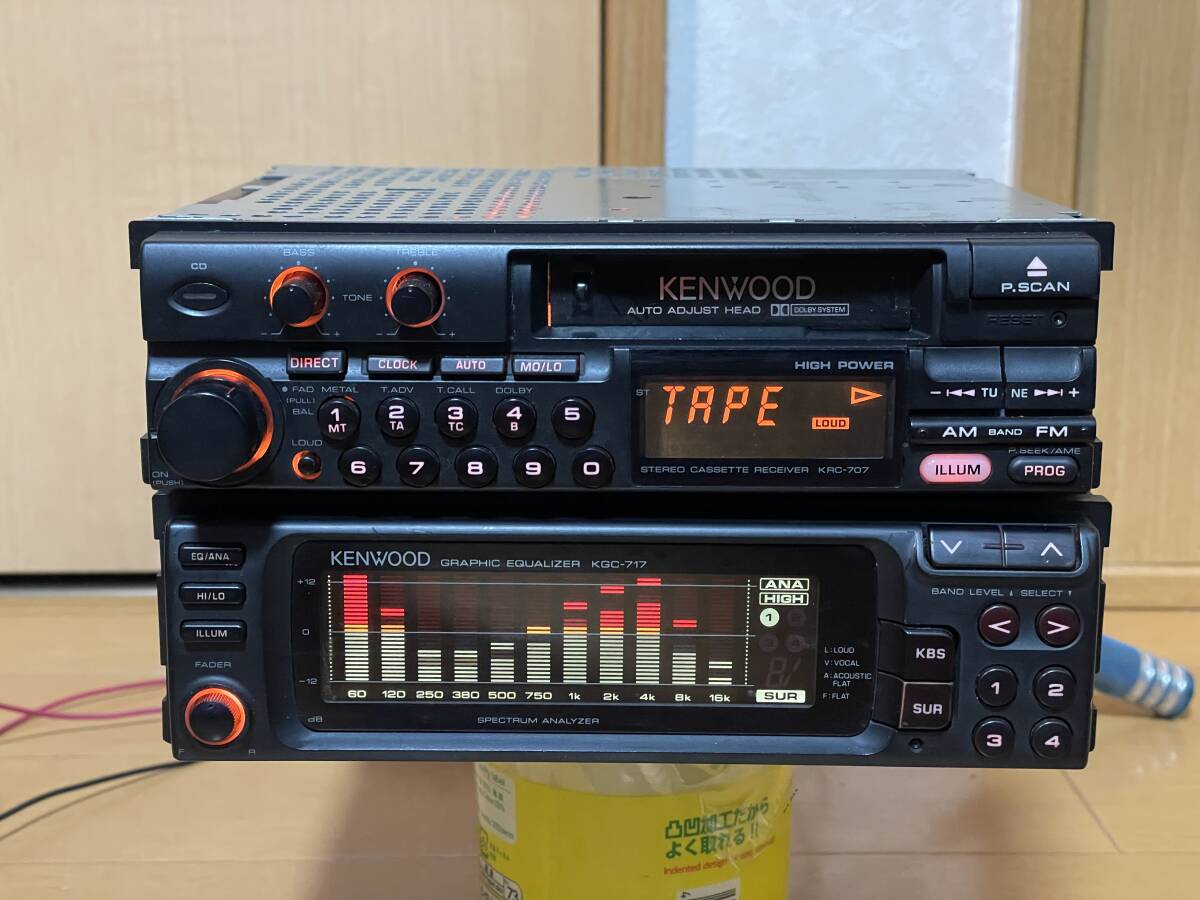 CD
BASS
TONE
TREBLE
KENWOOD
AUTO ADJUST HEAD DOLBY SYSTEM
P.SCAN
RESET
DIRECT CLOCK AUTO MO/LO
HIGH POWER
FAD METAL T.ADV T.CALL DOLBY
(PULL)
BAL
1 2 3 4 5
MT TA TC B
LOUD
6 7 8 9 0
ON
(PUSH)
ST
TAPE
LOUD
STEREO CASSETTE RECEIVER KRC-707
− TU NE +
AM BAND FM
P.SEEK/AME
ILLUM PROG
EQ/ANA
HI/LO
ILLUM
FADER
F A
KENWOOD GRAPHIC EQUALIZER KGC-717
+12
0
−12
dB
60 120 250 380 500 750 1k 2k 4k 8k 16k
ANA
HIGH
1
SUR
SPECTRUM ANALYZER
L: LOUD
V: VOCAL
A: ACOUSTIC
FLAT
F: FLAT
BAND LEVEL SELECT
< >
KBS
SUR
1 2
3 4
凸凹加工だから
よく取れる!!
Indented design
73